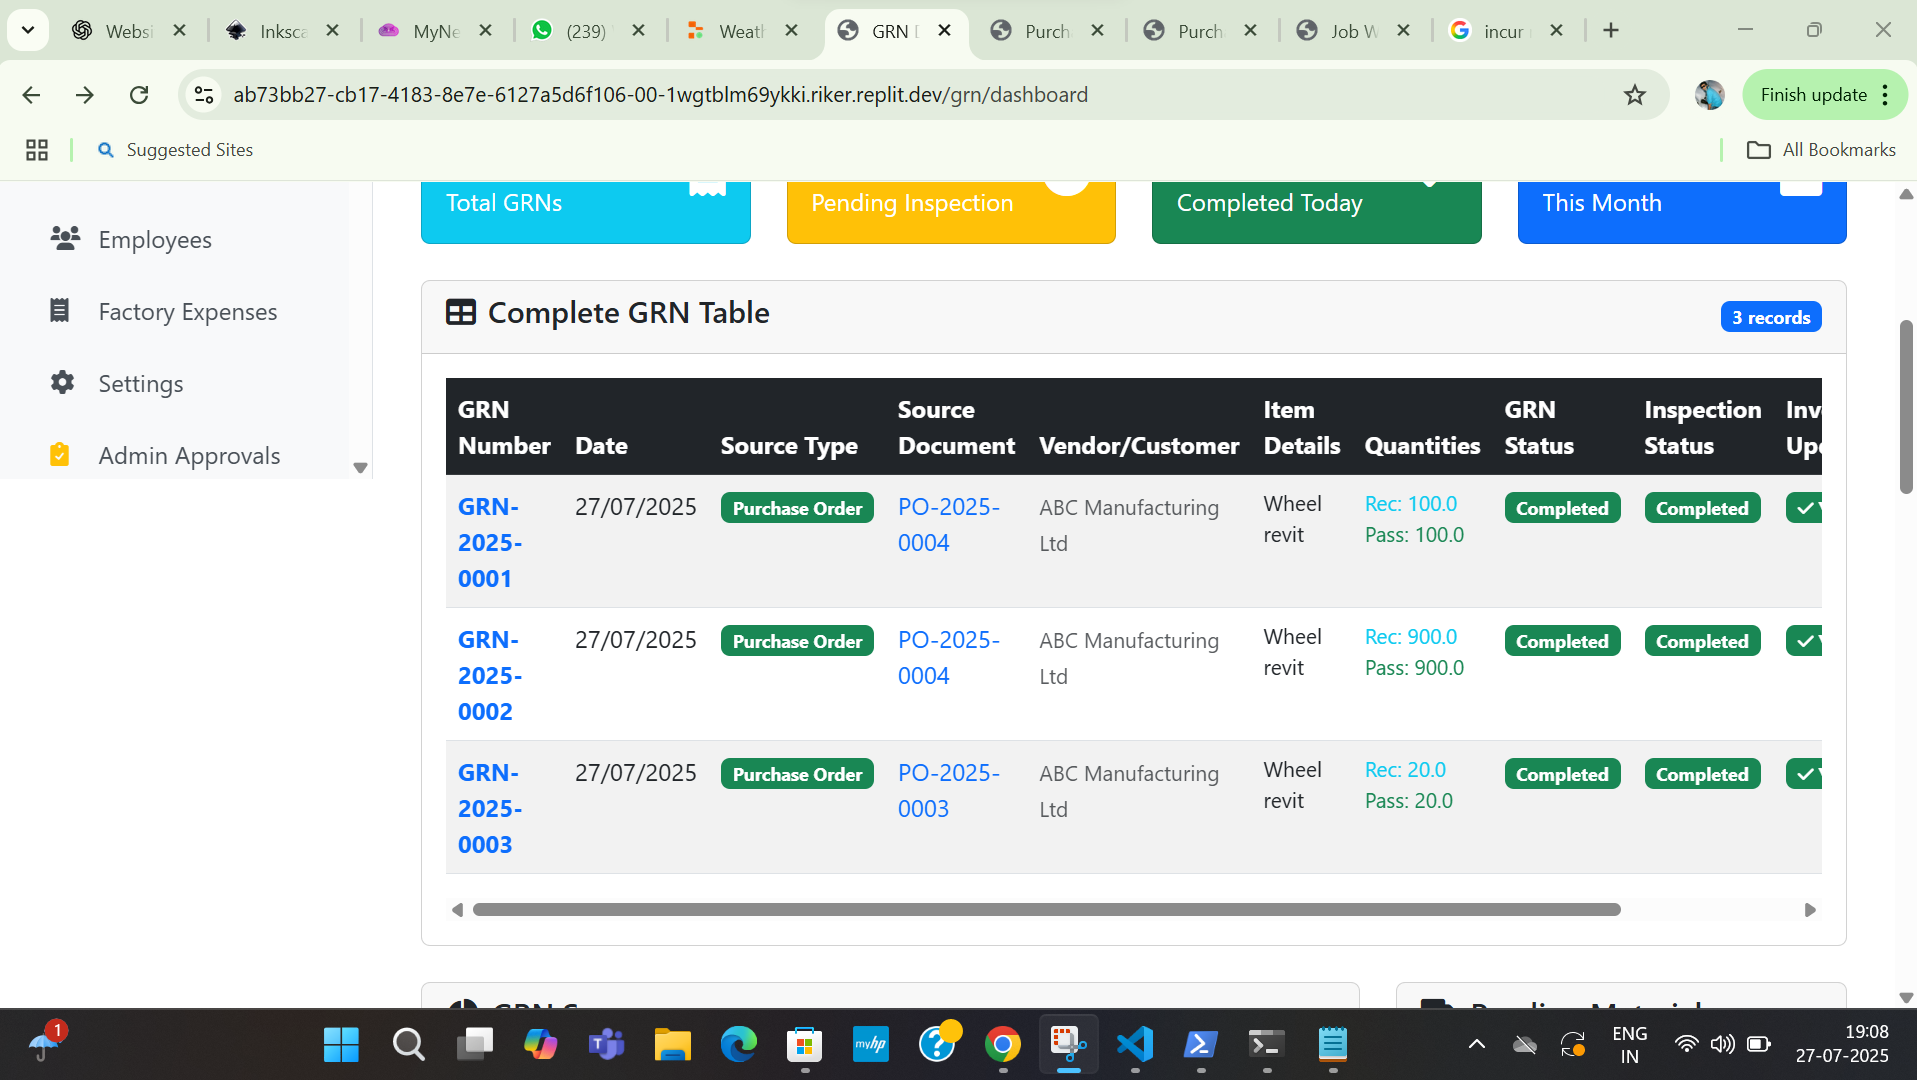 Websi
Inksca
MyNe
(239)
Weath
GRN D
Purch
Purch
Job W
incur
ab73bb27-cb17-4183-8e7e-6127a5d6f106-00-1wgtblm69ykki.riker.replit.dev/grn/dashboard
Finish update
Suggested Sites
All Bookmarks
Employees
Factory Expenses
Settings
Admin Approvals
Total GRNs
Pending Inspection
Completed Today
This Month
Complete GRN Table
3 records
GRN Number
Date
Source Type
Source Document
Vendor/Customer
Item Details
Quantities
GRN Status
Inspection Status
GRN-2025-0001
27/07/2025
Purchase Order
PO-2025-0004
ABC Manufacturing Ltd
Wheel revit
Rec: 100.0
Pass: 100.0
Completed
Completed
GRN-2025-0002
27/07/2025
Purchase Order
PO-2025-0004
ABC Manufacturing Ltd
Wheel revit
Rec: 900.0
Pass: 900.0
Completed
Completed
GRN-2025-0003
27/07/2025
Purchase Order
PO-2025-0003
ABC Manufacturing Ltd
Wheel revit
Rec: 20.0
Pass: 20.0
Completed
Completed
1
myhp
ENG
IN
19:08
27-07-2025